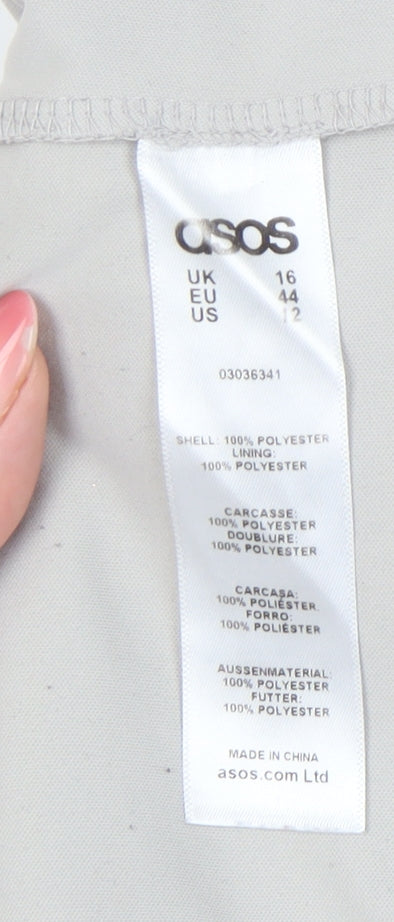 asos
UK 16
EU 44
US 12
03036341
SHELL: 100% POLYESTER
LINING:
100% POLYESTER
CARCASSE:
100% POLYESTER
DOUBLURE:
100% POLYESTER
CARCASA:
100% POLIÉSTER.
FORRO:
100% POLIÉSTER
AUSSENMATERIAL:
100% POLYESTER
FUTTER:
100% POLYESTER
MADE IN CHINA
asos.com Ltd